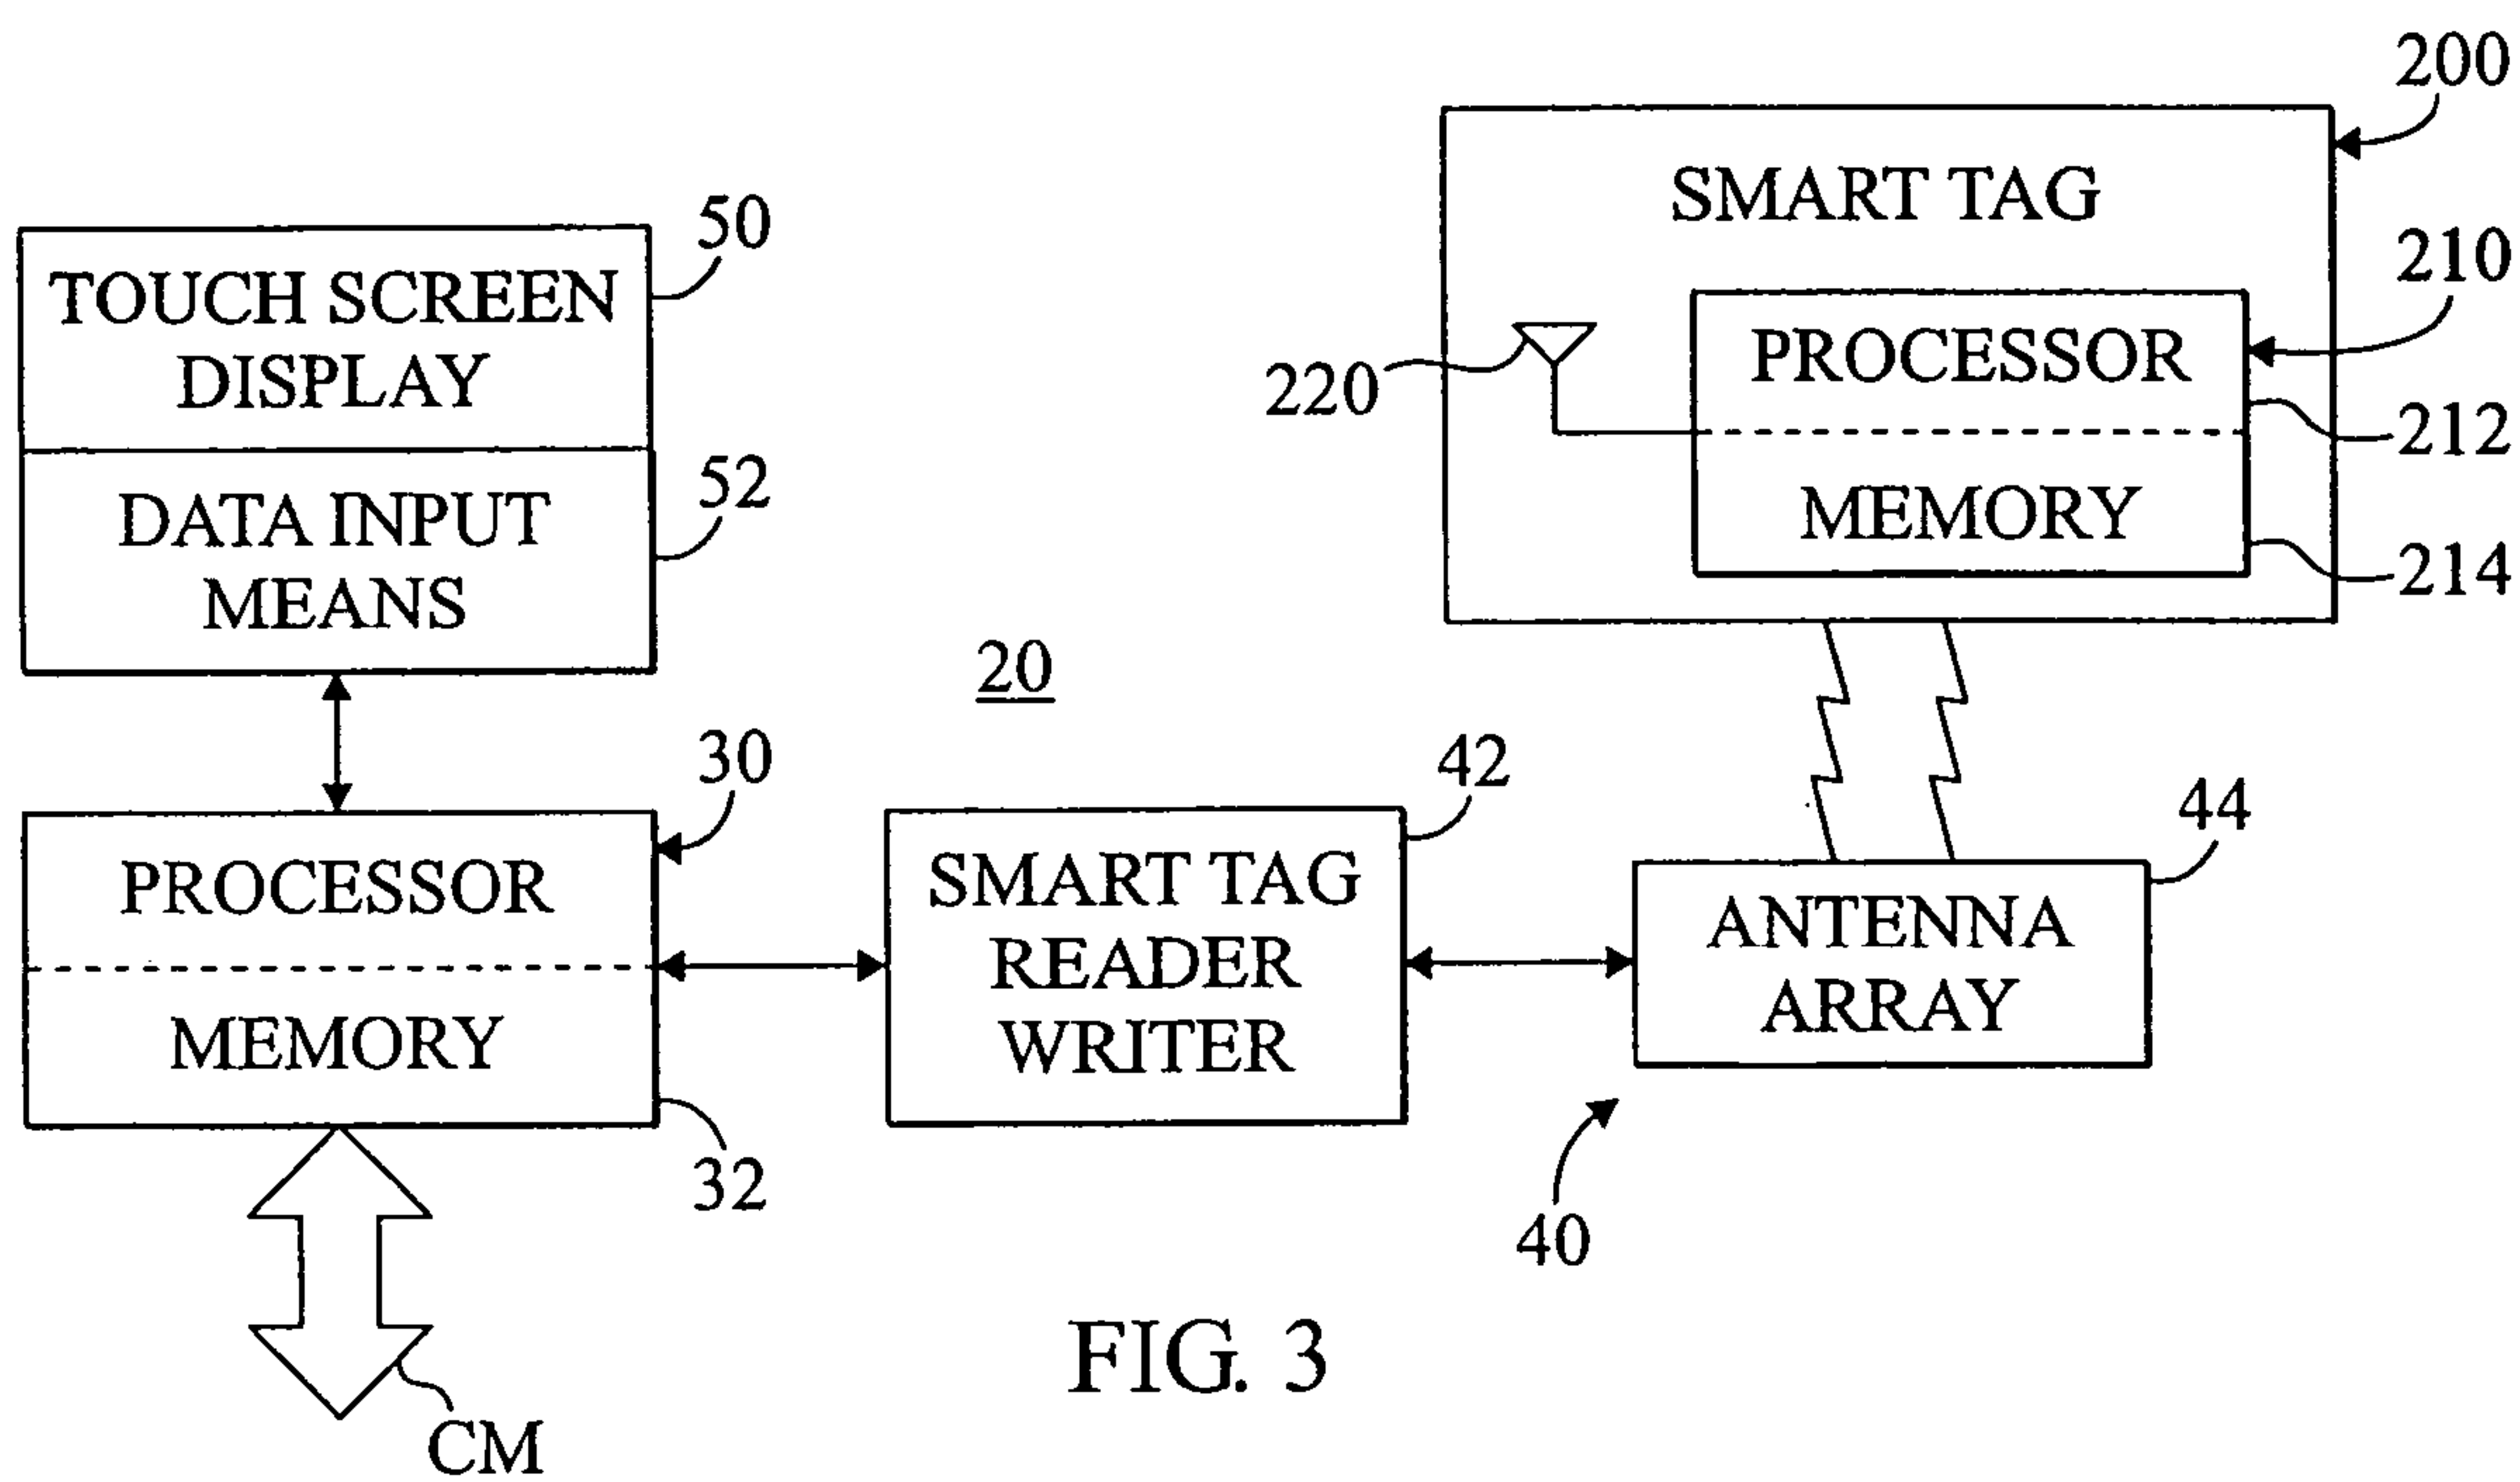 200
SMART TAG
210
PROCESSOR
220
212
MEMORY
214
50
TOUCH SCREEN
DISPLAY
52
DATA INPUT
MEANS
20
30
PROCESSOR
MEMORY
32
42
SMART TAG
READER
WRITER
44
ANTENNA
ARRAY
40
CM
FIG. 3